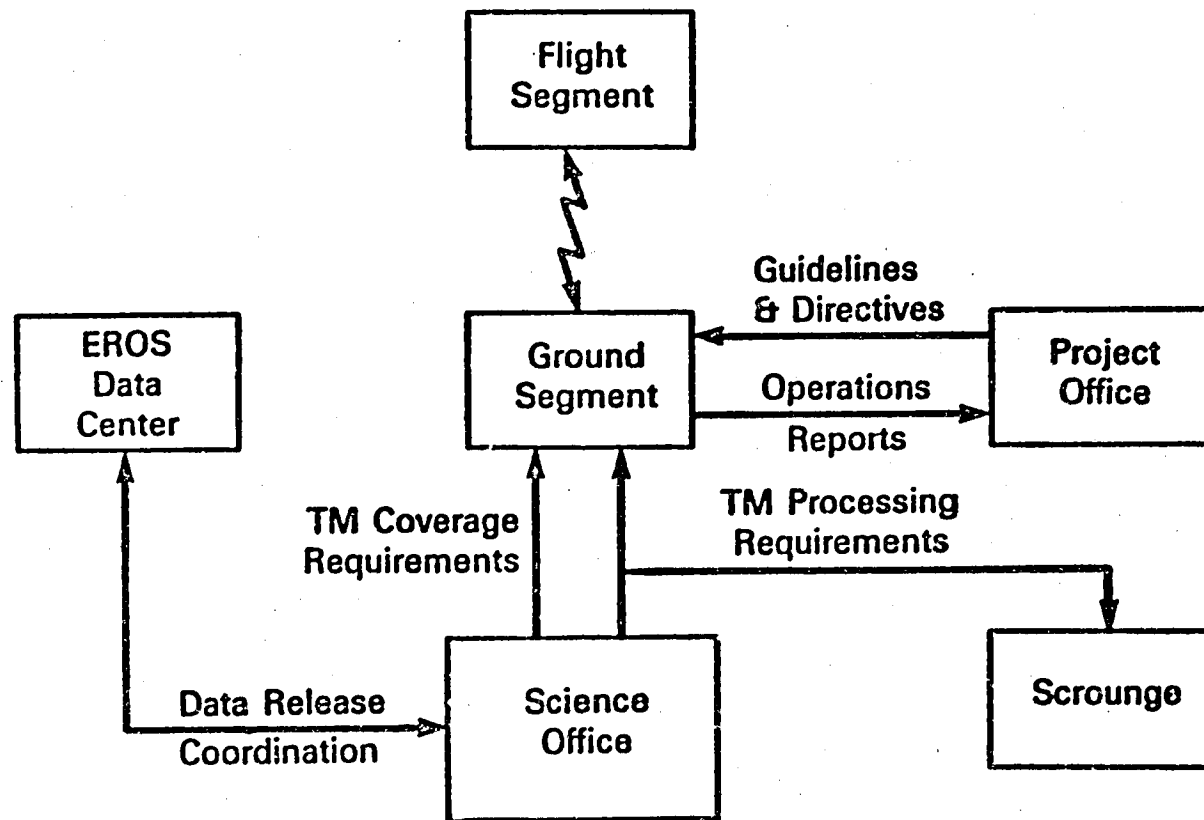 Flight
Segment
Guidelines
& Directives
EROS
Data
Center
Ground
Segment
Project
Office
Operations
Reports
TM Coverage
Requirements
TM Processing
Requirements
Data Release
Coordination
Science
Office
Scrounge